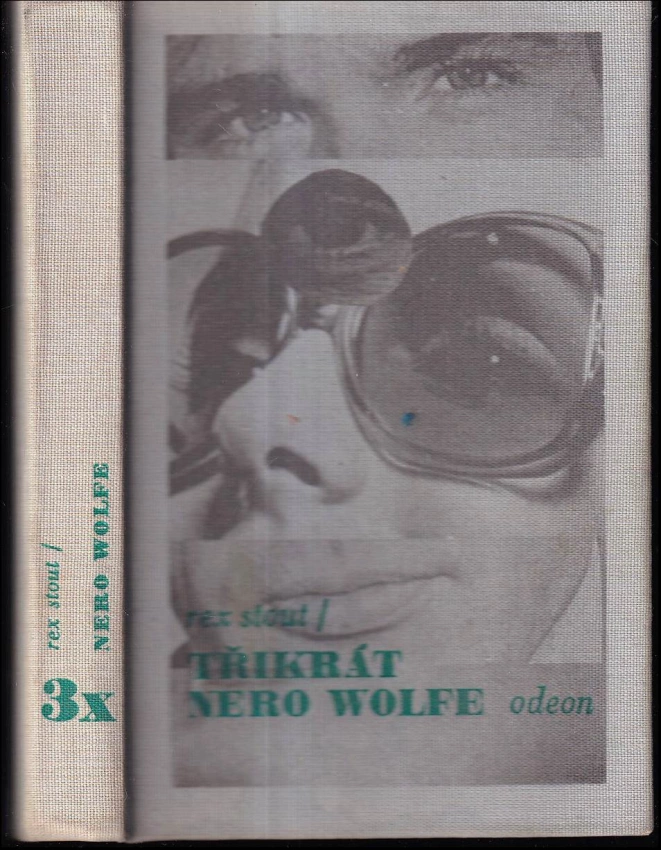 rex stout /
NERO WOLFE
3x
rex stout /
TŘIKRÁT
NERO WOLFE odeon